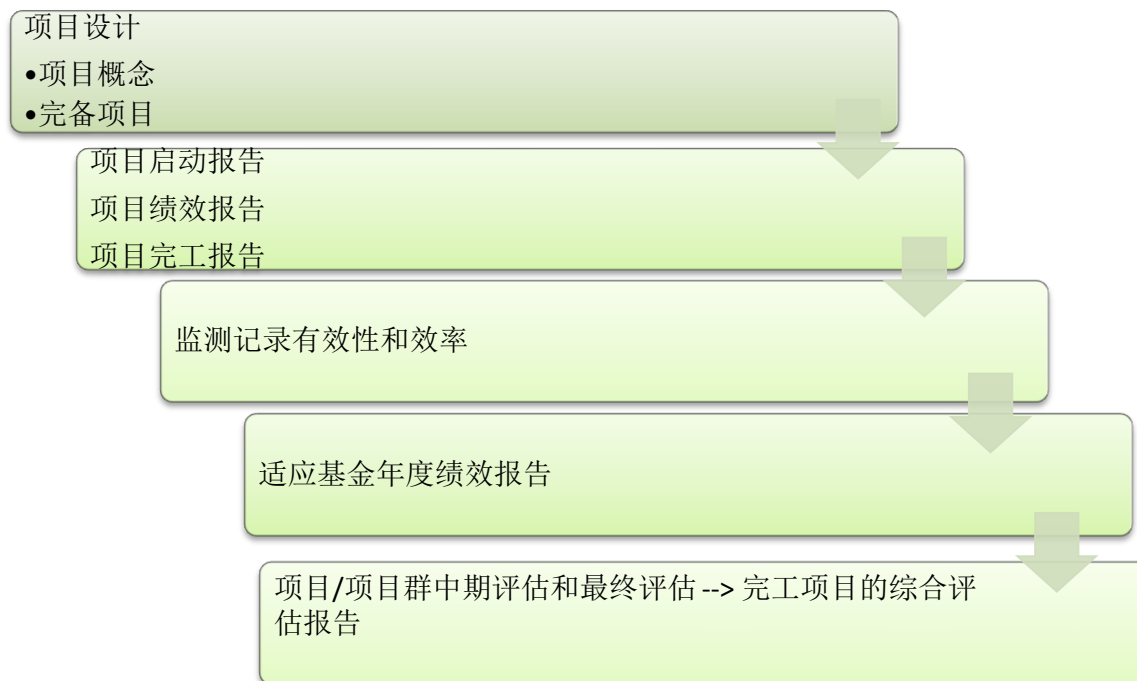 项目设计
•项目概念
•完备项目
项目启动报告
项目绩效报告
项目完工报告
监测记录有效性和效率
适应基金年度绩效报告
项目/项目群中期评估和最终评估 --> 完工项目的综合评
估报告